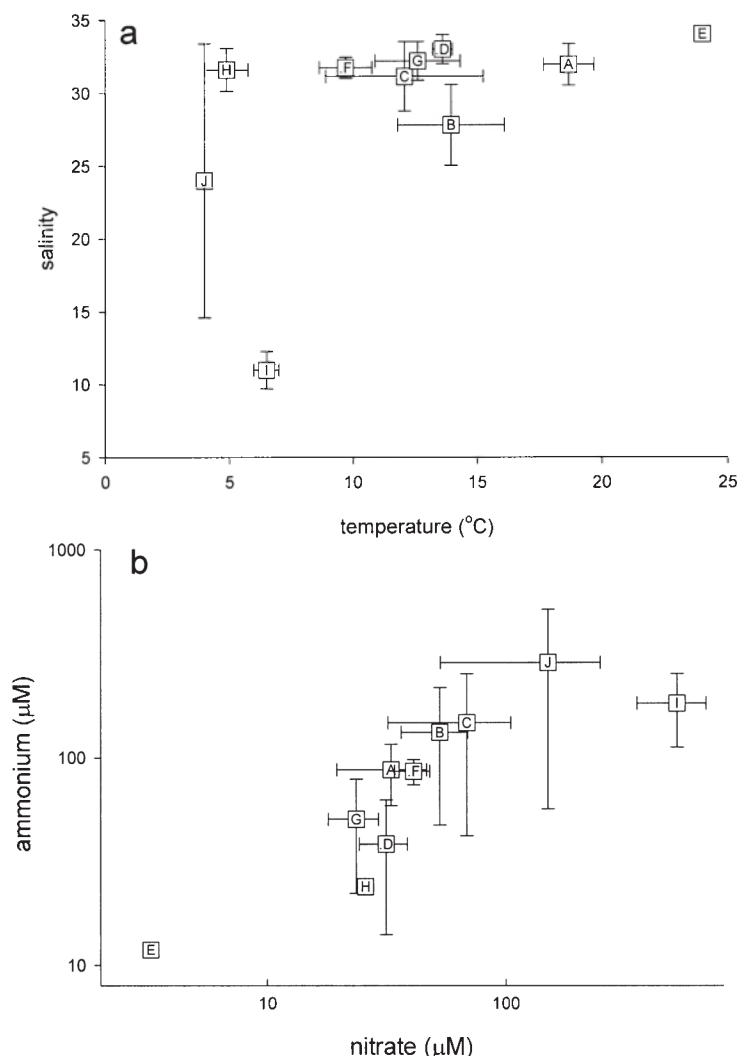 a
35
30
25
20
15
10
5
salinity
0 5 10 15 20 25
temperature (°C)
E
D
G
A
H
F
C
B
J
I
b
1000
100
10
ammonium (µM)
J
I
C
B
A
F
G
D
H
E
10 100
nitrate (µM)